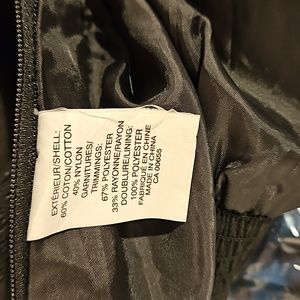 EXTÉRIEUR/SHELL:
60% COTON/COTTON
40% NYLON
GARNITURES/
TRIMMINGS:
67% POLYESTER
33% RAYONNE/RAYON
DOUBLURE/LINING:
100% POLYESTER
FABRIQUÉ EN CHINE
MADE IN CHINA
CA 00655